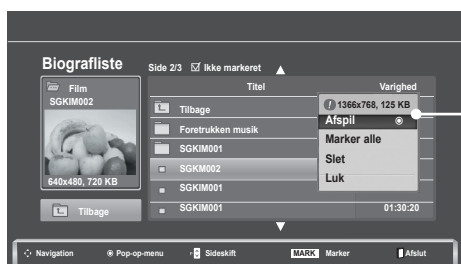 Biografliste
Side 2/3 Ikke markeret
Film
SGKIM002
640x480, 720 KB
Tilbage
Titel Varighed
Tilbage
Foretrukken musik
SGKIM001
SGKM002
SGKIM001
SGKIM001 01:30:20
1366x768, 125 KB
Afspil
Marker alle
Slet
Luk
Navigation Pop-op-menu Sideskift MARK Marker Afslut